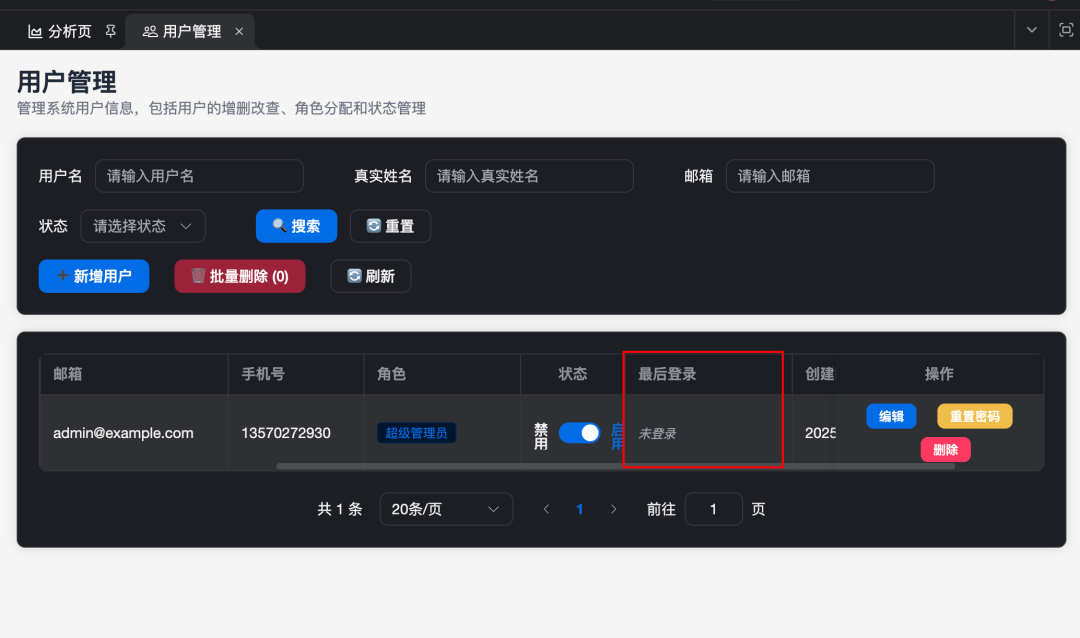 分析页 用户管理
用户管理
管理系统用户信息，包括用户的增删改查、角色分配和状态管理
用户名 请输入用户名 真实姓名 请输入真实姓名 邮箱 请输入邮箱
状态 请选择状态 搜索 重置
新增用户 批量删除 (0) 刷新
邮箱 手机号 角色 状态 最后登录 创建 操作
admin@example.com 13570272930 超级管理员 禁用 启用 未登录 2025 编辑 重置密码
删除
共 1 条 20条/页 1 前往 1 页